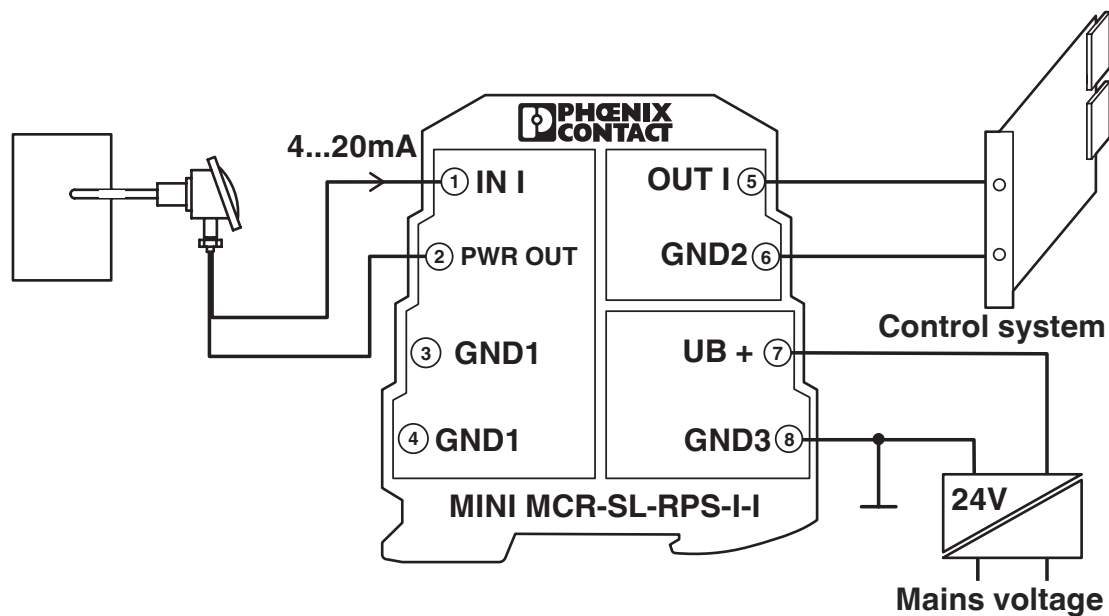 PHŒNIX
CONTACT
4...20mA
1 IN I
OUT I 5
2 PWR OUT
GND2 6
Control system
3 GND1
UB + 7
4 GND1
GND3 8
24V
MINI MCR-SL-RPS-I-I
Mains voltage